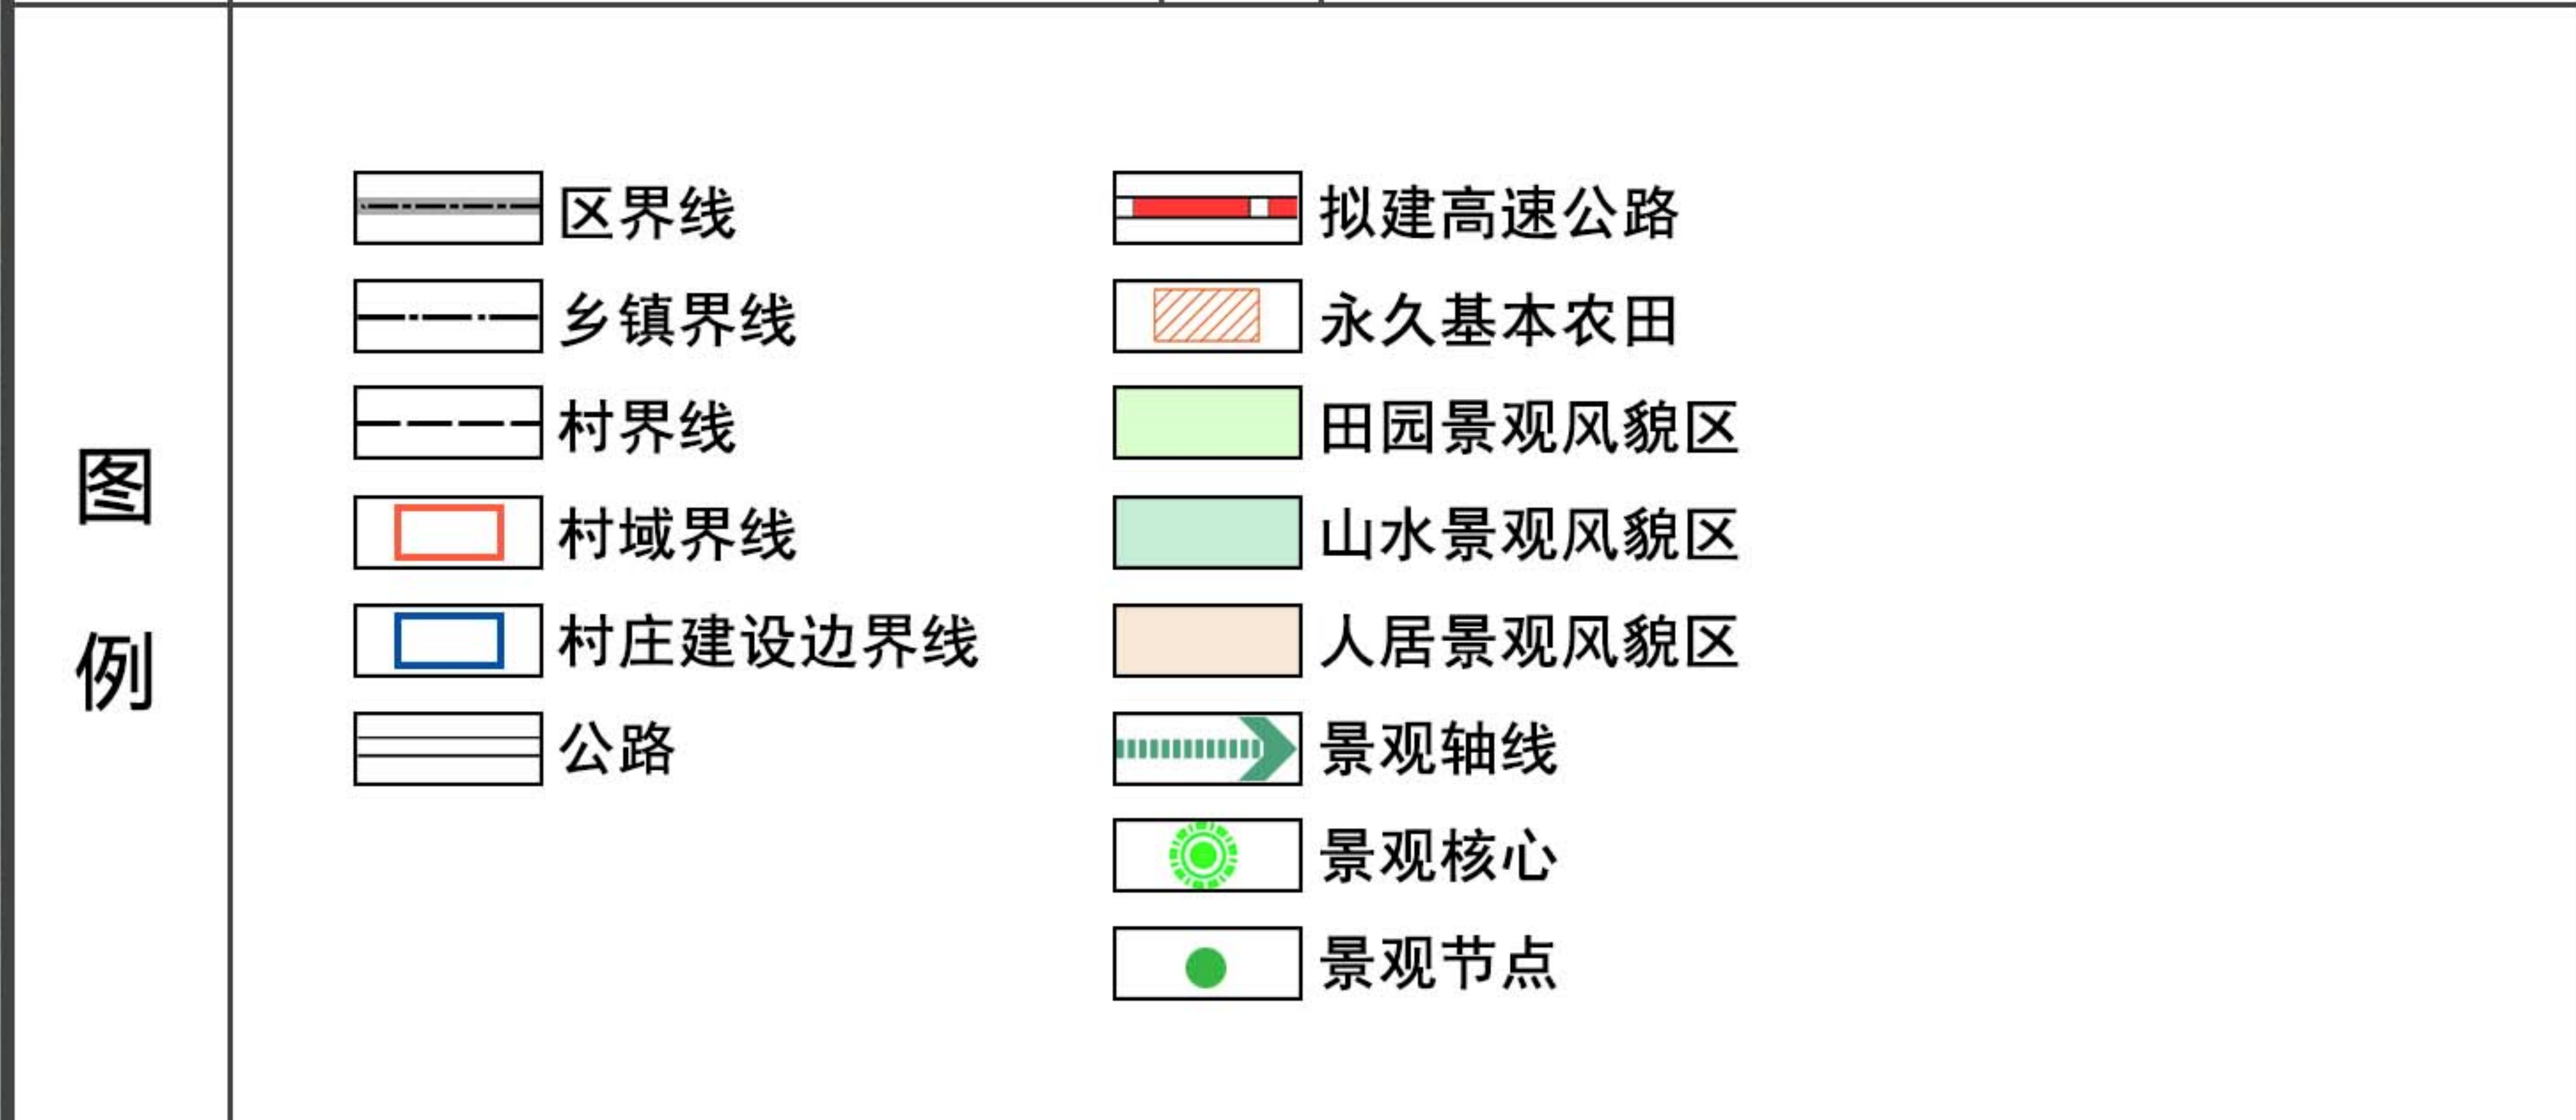 图
例
区界线
乡镇界线
村界线
村域界线
村庄建设边界线
公路
拟建高速公路
永久基本农田
田园景观风貌区
山水景观风貌区
人居景观风貌区
景观轴线
景观核心
景观节点